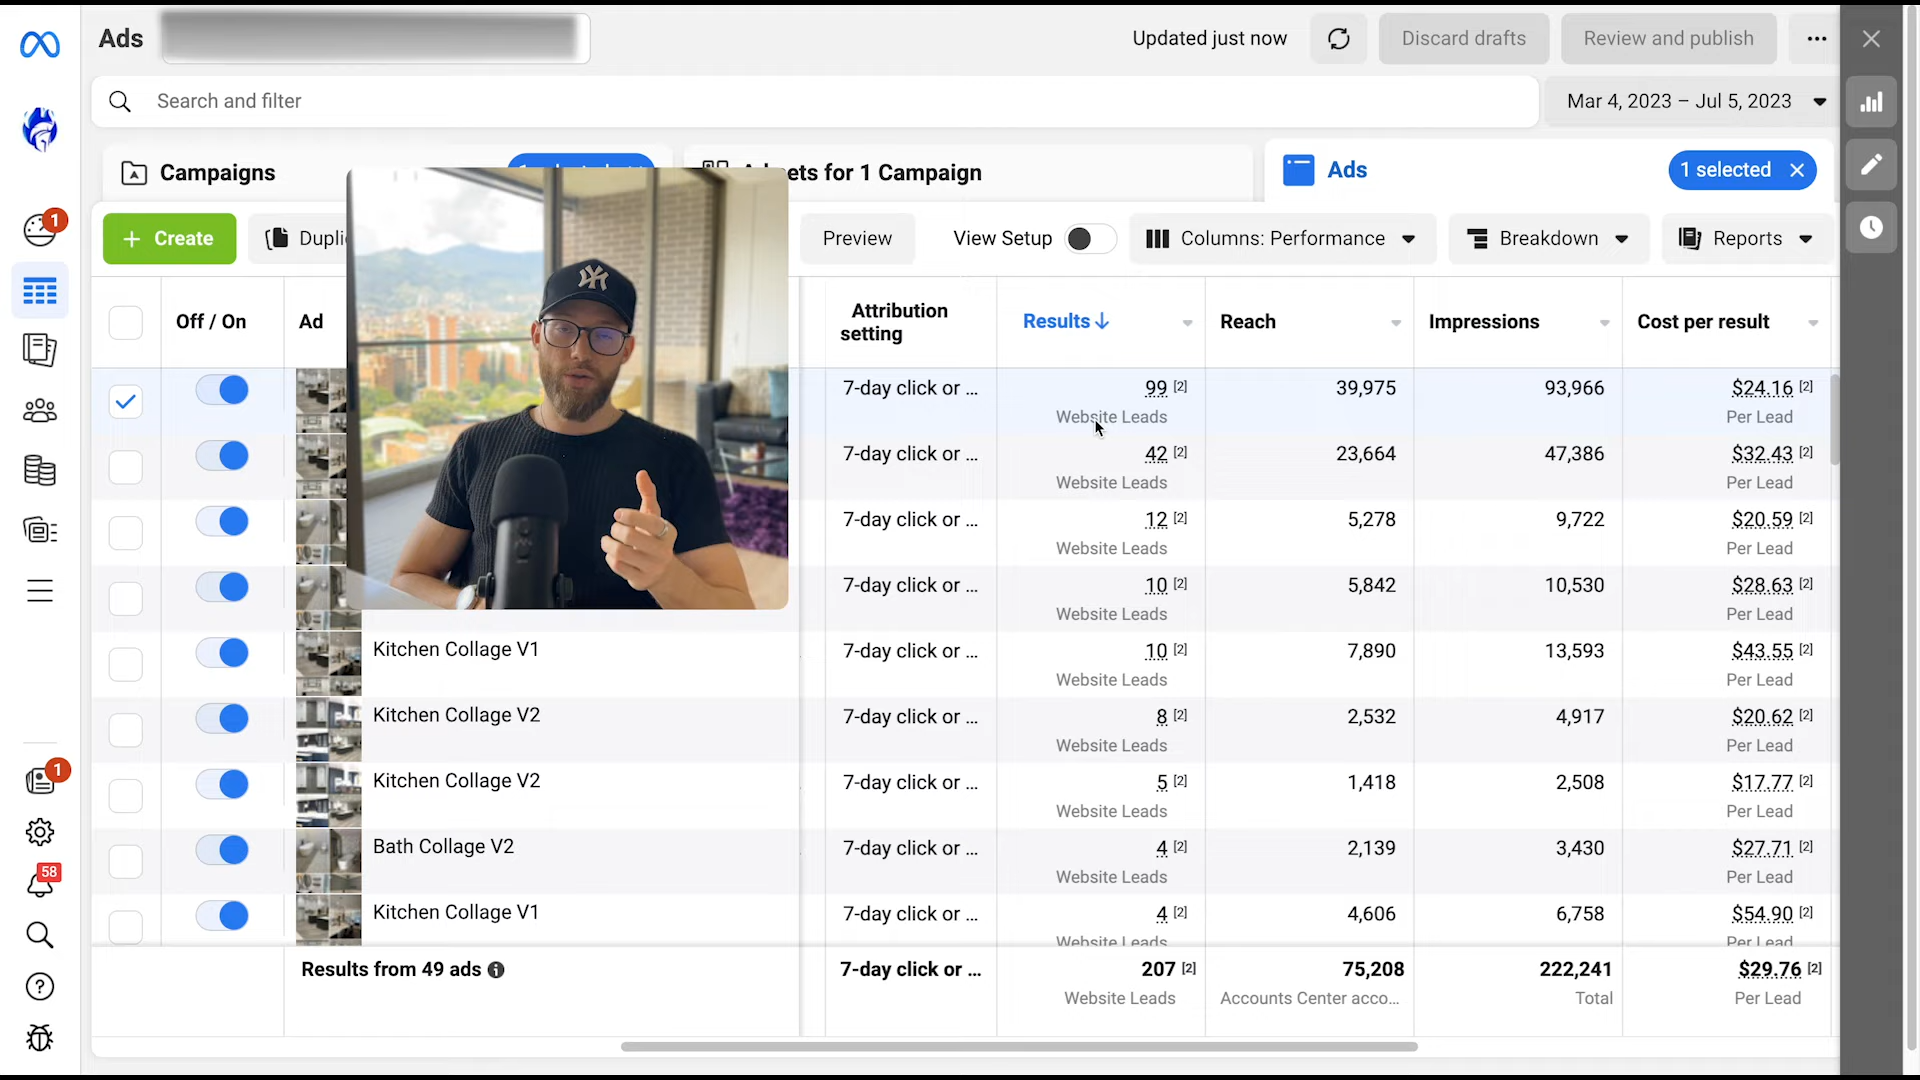 Ads
Updated just now
Discard drafts
Review and publish
Search and filter
Mar 4, 2023 – Jul 5, 2023
Campaigns
ets for 1 Campaign
Ads
1 selected
+ Create
Dupli
Preview
View Setup
Columns: Performance
Breakdown
Reports
Off / On
Ad
Attribution setting
Results↓
Reach
Impressions
Cost per result
7-day click or ...
99 [2]
39,975
93,966
$24.16 [2]
Website Leads
Per Lead
7-day click or ...
42 [2]
23,664
47,386
$32.43 [2]
Website Leads
Per Lead
7-day click or ...
12 [2]
5,278
9,722
$20.59 [2]
Website Leads
Per Lead
7-day click or ...
10 [2]
5,842
10,530
$28.63 [2]
Website Leads
Per Lead
Kitchen Collage V1
7-day click or ...
10 [2]
7,890
13,593
$43.55 [2]
Website Leads
Per Lead
Kitchen Collage V2
7-day click or ...
8 [2]
2,532
4,917
$20.62 [2]
Website Leads
Per Lead
Kitchen Collage V2
7-day click or ...
5 [2]
1,418
2,508
$17.77 [2]
Website Leads
Per Lead
Bath Collage V2
7-day click or ...
4 [2]
2,139
3,430
$27.71 [2]
Website Leads
Per Lead
Kitchen Collage V1
7-day click or ...
4 [2]
4,606
6,758
$54.90 [2]
Website Leads
Per Lead
Results from 49 ads
7-day click or ...
207 [2]
75,208
222,241
$29.76 [2]
Website Leads
Accounts Center acco...
Total
Per Lead
1
1
58
NY